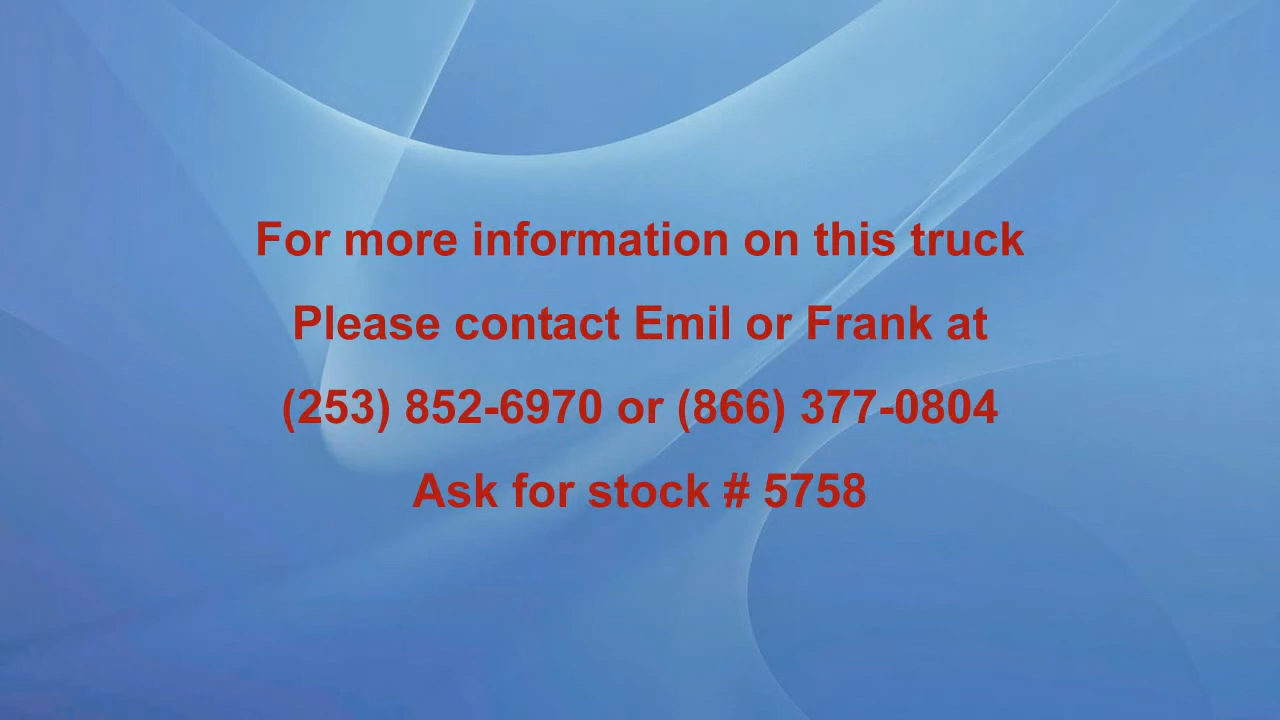 For more information on this truck
Please contact Emil or Frank at
(253) 852-6970 or (866) 377-0804
Ask for stock # 5758